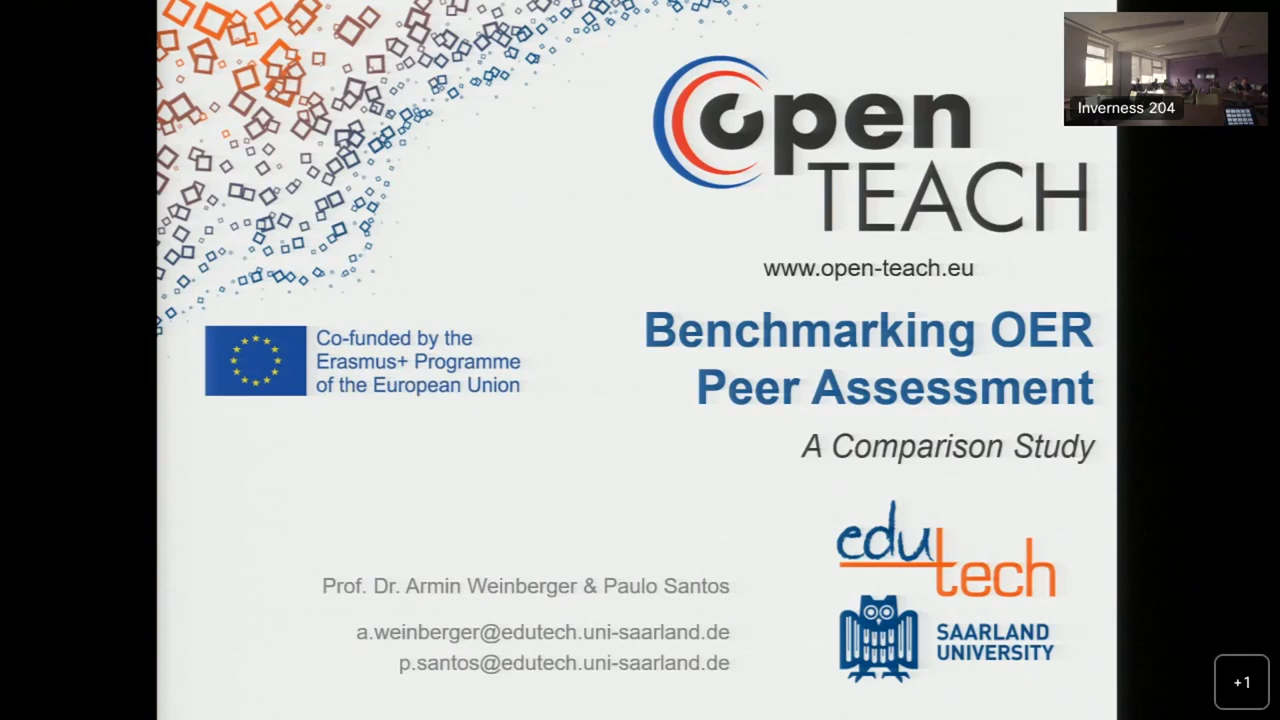 open
TEACH
www.open-teach.eu
Benchmarking OER
Peer Assessment
A Comparison Study
Co-funded by the
Erasmus+ Programme
of the European Union
edu
tech
SAARLAND
UNIVERSITY
Prof. Dr. Armin Weinberger & Paulo Santos
a.weinberger@edutech.uni-saarland.de
p.santos@edutech.uni-saarland.de
Inverness 204
+1